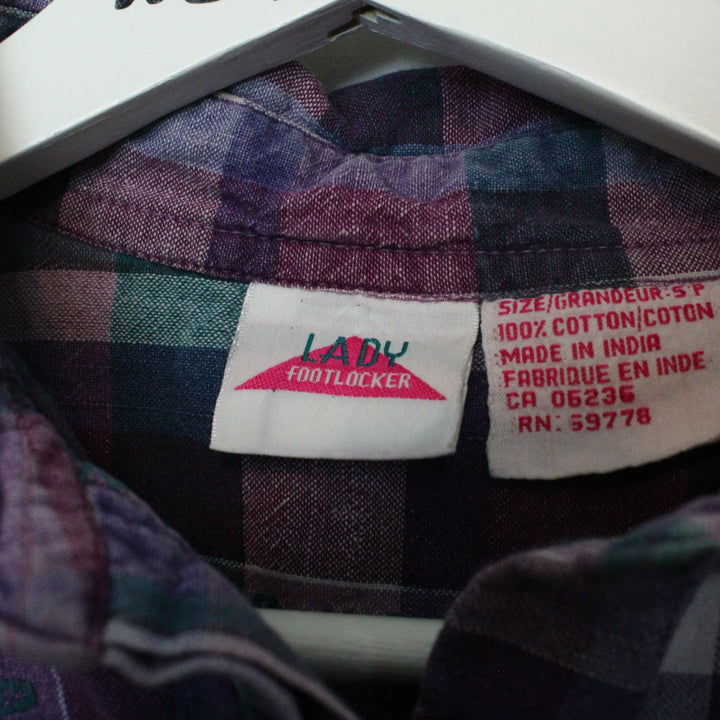 LADY
FOOTLOCKER
SIZE/GRANDEUR-S P
100% COTTON/COTON
MADE IN INDIA
FABRIQUE EN INDE
CA 06236
RN: 59778